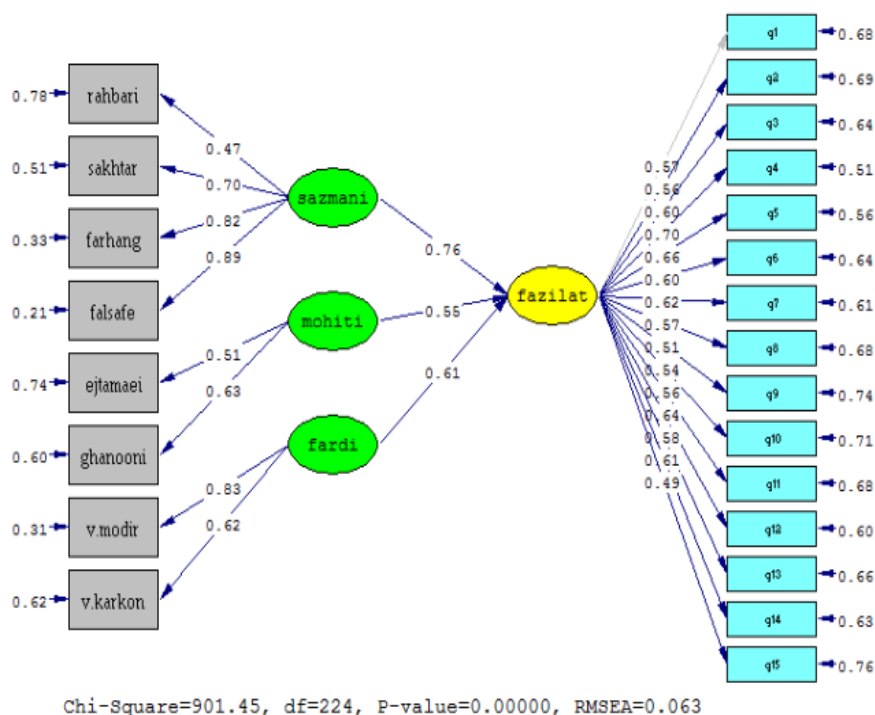 0.78 rahbari
0.51 sakhtar
0.33 farhang
0.21 falsafe
0.74 ejtamaei
0.60 ghanooni
0.31 v.modir
0.62 v.karkon
0.47
0.70
0.82
0.89
0.51
0.63
0.83
0.62
sazmani
mohiti
fardi
0.76
0.55
0.61
fazilat
0.57
0.56
0.60
0.70
0.66
0.60
0.62
0.57
0.51
0.54
0.56
0.64
0.58
0.61
0.49
q1 0.68
q2 0.69
q3 0.64
q4 0.51
q5 0.56
q6 0.64
q7 0.61
q8 0.68
q9 0.74
q10 0.71
q11 0.68
q12 0.60
q13 0.66
q14 0.63
q15 0.76
Chi-Square=901.45, df=224, P-value=0.00000, RMSEA=0.063